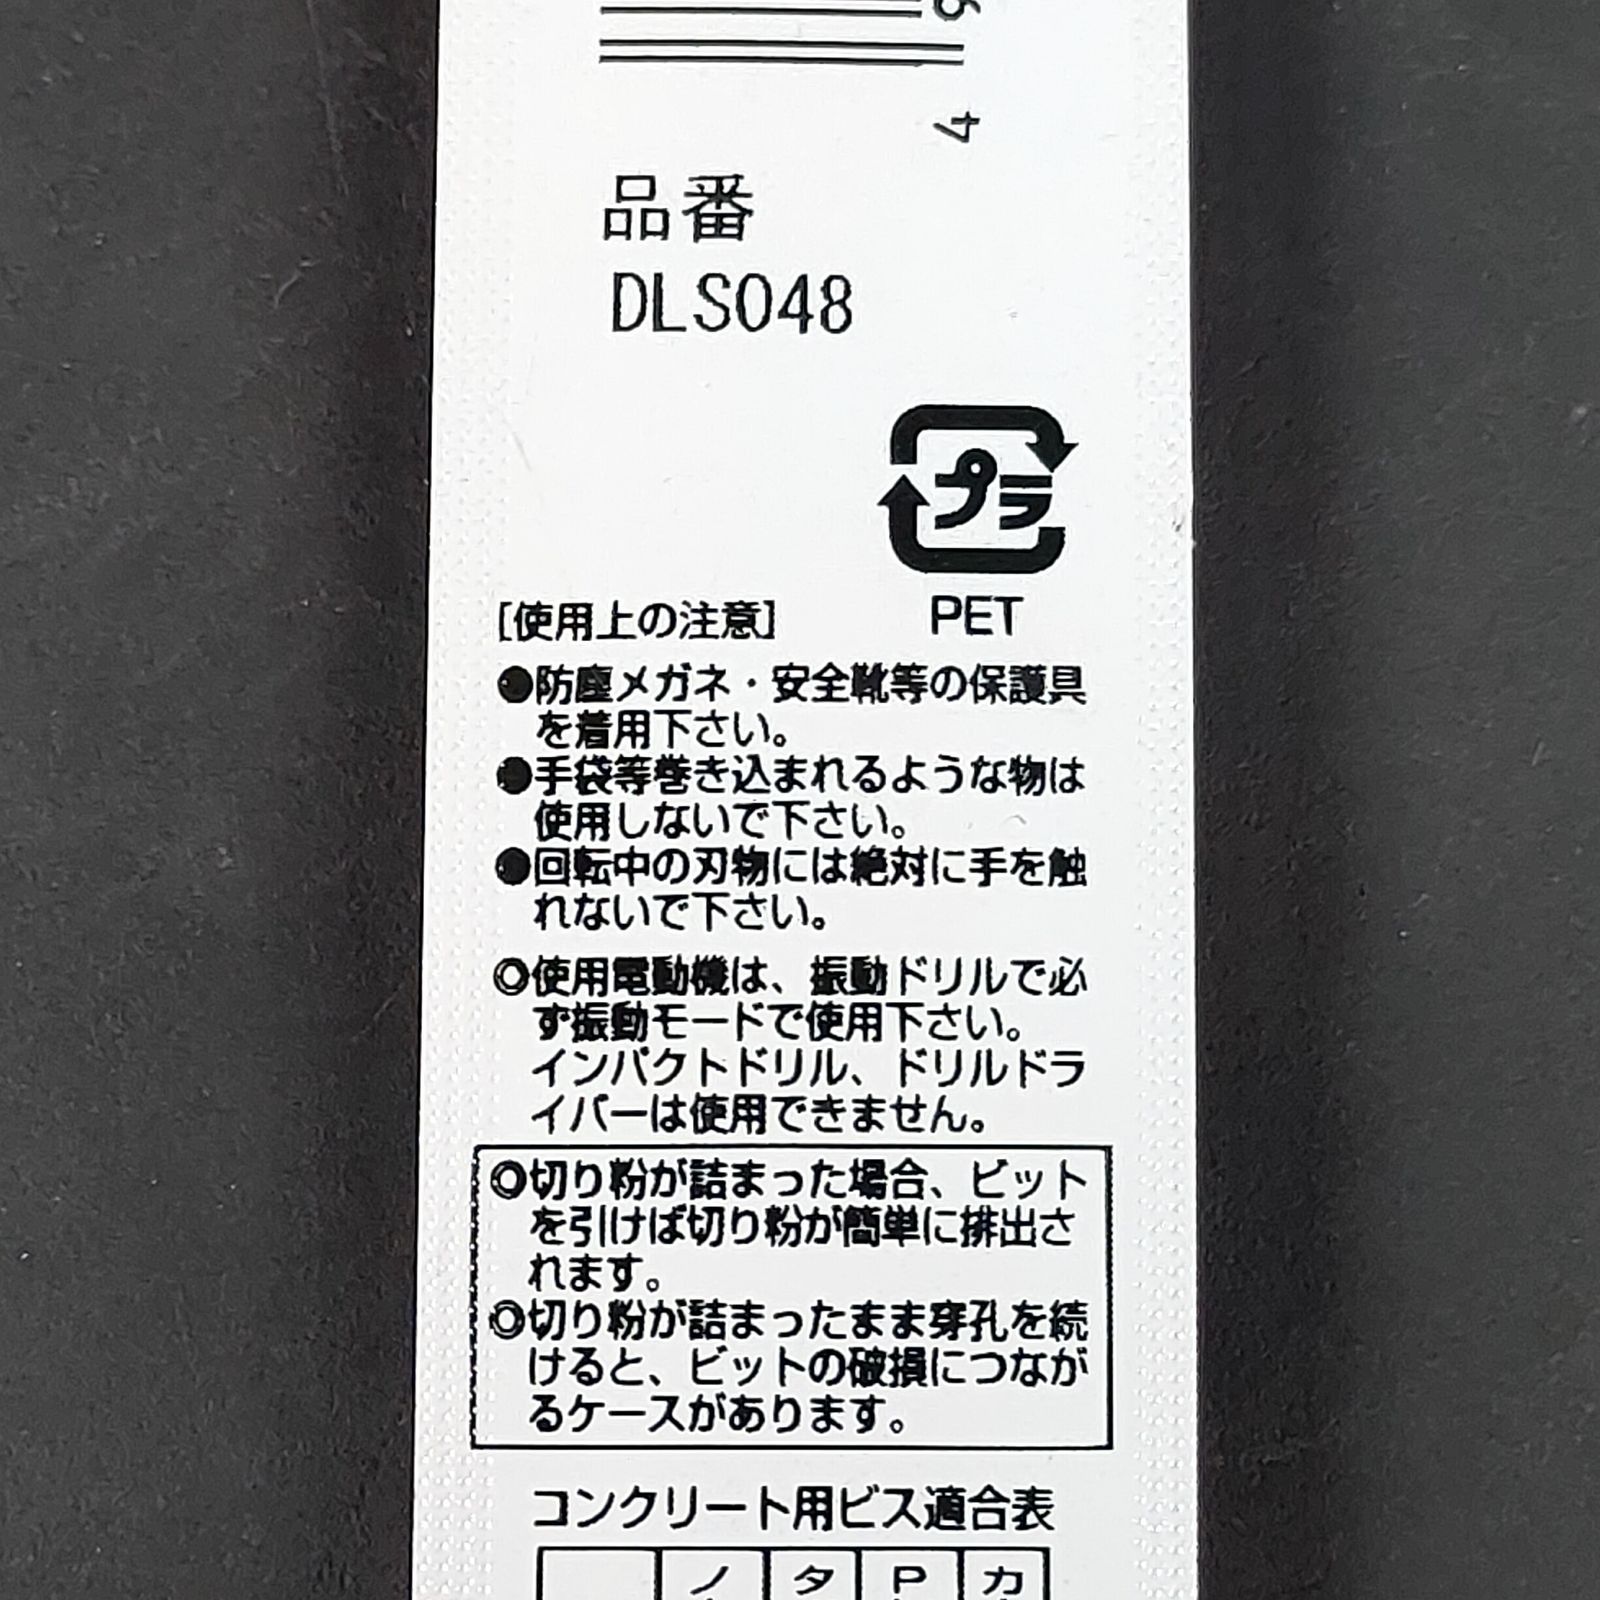 4
品番
DLS048
プラ
PET
[使用上の注意]
●防塵メガネ・安全靴等の保護具
を着用下さい。
●手袋等巻き込まれるような物は
使用しないで下さい。
●回転中の刃物には絶対に手を触
れないで下さい。
◎使用電動機は、振動ドリルで必
ず振動モードで使用下さい。
インパクトドリル、ドリルドラ
イバーは使用できません。
◎切り粉が詰まった場合、ビット
を引けば切り粉が簡単に排出さ
れます。
◎切り粉が詰まったまま穿孔を続
けると、ビットの破損につなが
るケースがあります。
コンクリート用ビス適合表
ノ タ P カ